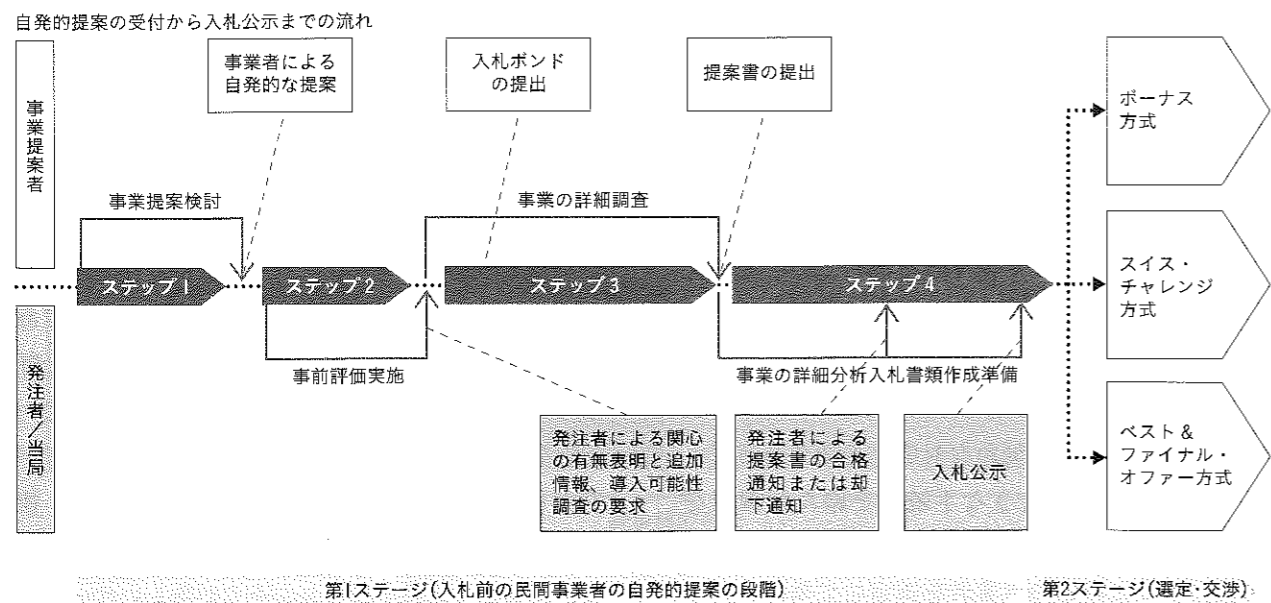 自発的提案の受付から入札公示までの流れ
事業提案者
事業者による
自発的な提案
入札ボンド
の提出
提案書の提出
ボーナス
方式
事業提案検討
事業の詳細調査
ステップ1
ステップ2
ステップ3
ステップ4
スイス・
チャレンジ
方式
発注者/当局
事前評価実施
事業の詳細分析入札書類作成準備
発注者による関心
の有無表明と追加
情報、導入可能性
調査の要求
発注者による
提案書の合格
通知または却
下通知
入札公示
ベスト&
ファイナル・
オファー方式
第1ステージ(入札前の民間事業者の自発的提案の段階)
第2ステージ(選定・交渉)